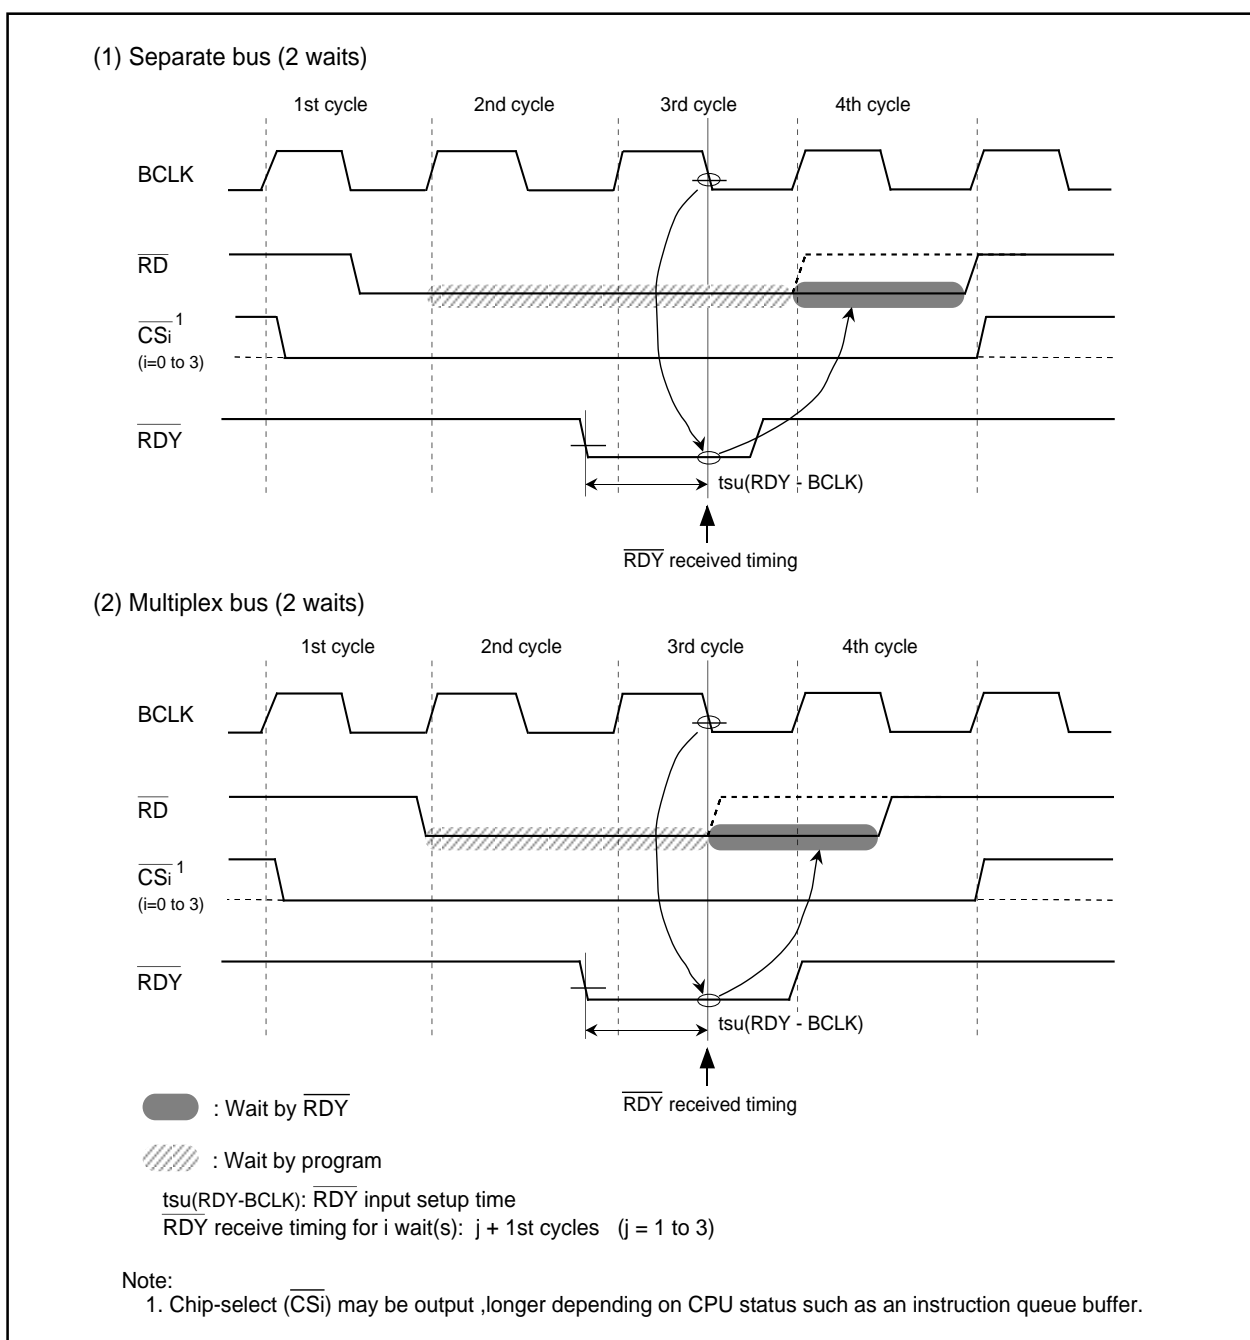 (1) Separate bus (2 waits)
1st cycle 2nd cycle 3rd cycle 4th cycle
BCLK
RD
CSi 1
(i=0 to 3)
RDY
tsu(RDY - BCLK)
RDY received timing
(2) Multiplex bus (2 waits)
1st cycle 2nd cycle 3rd cycle 4th cycle
BCLK
RD
CSi 1
(i=0 to 3)
RDY
tsu(RDY - BCLK)
RDY received timing
: Wait by RDY
: Wait by program
tsu(RDY-BCLK): RDY input setup time
RDY receive timing for i wait(s): j + 1st cycles (j = 1 to 3)
Note:
1. Chip-select (CSi) may be output ,longer depending on CPU status such as an instruction queue buffer.